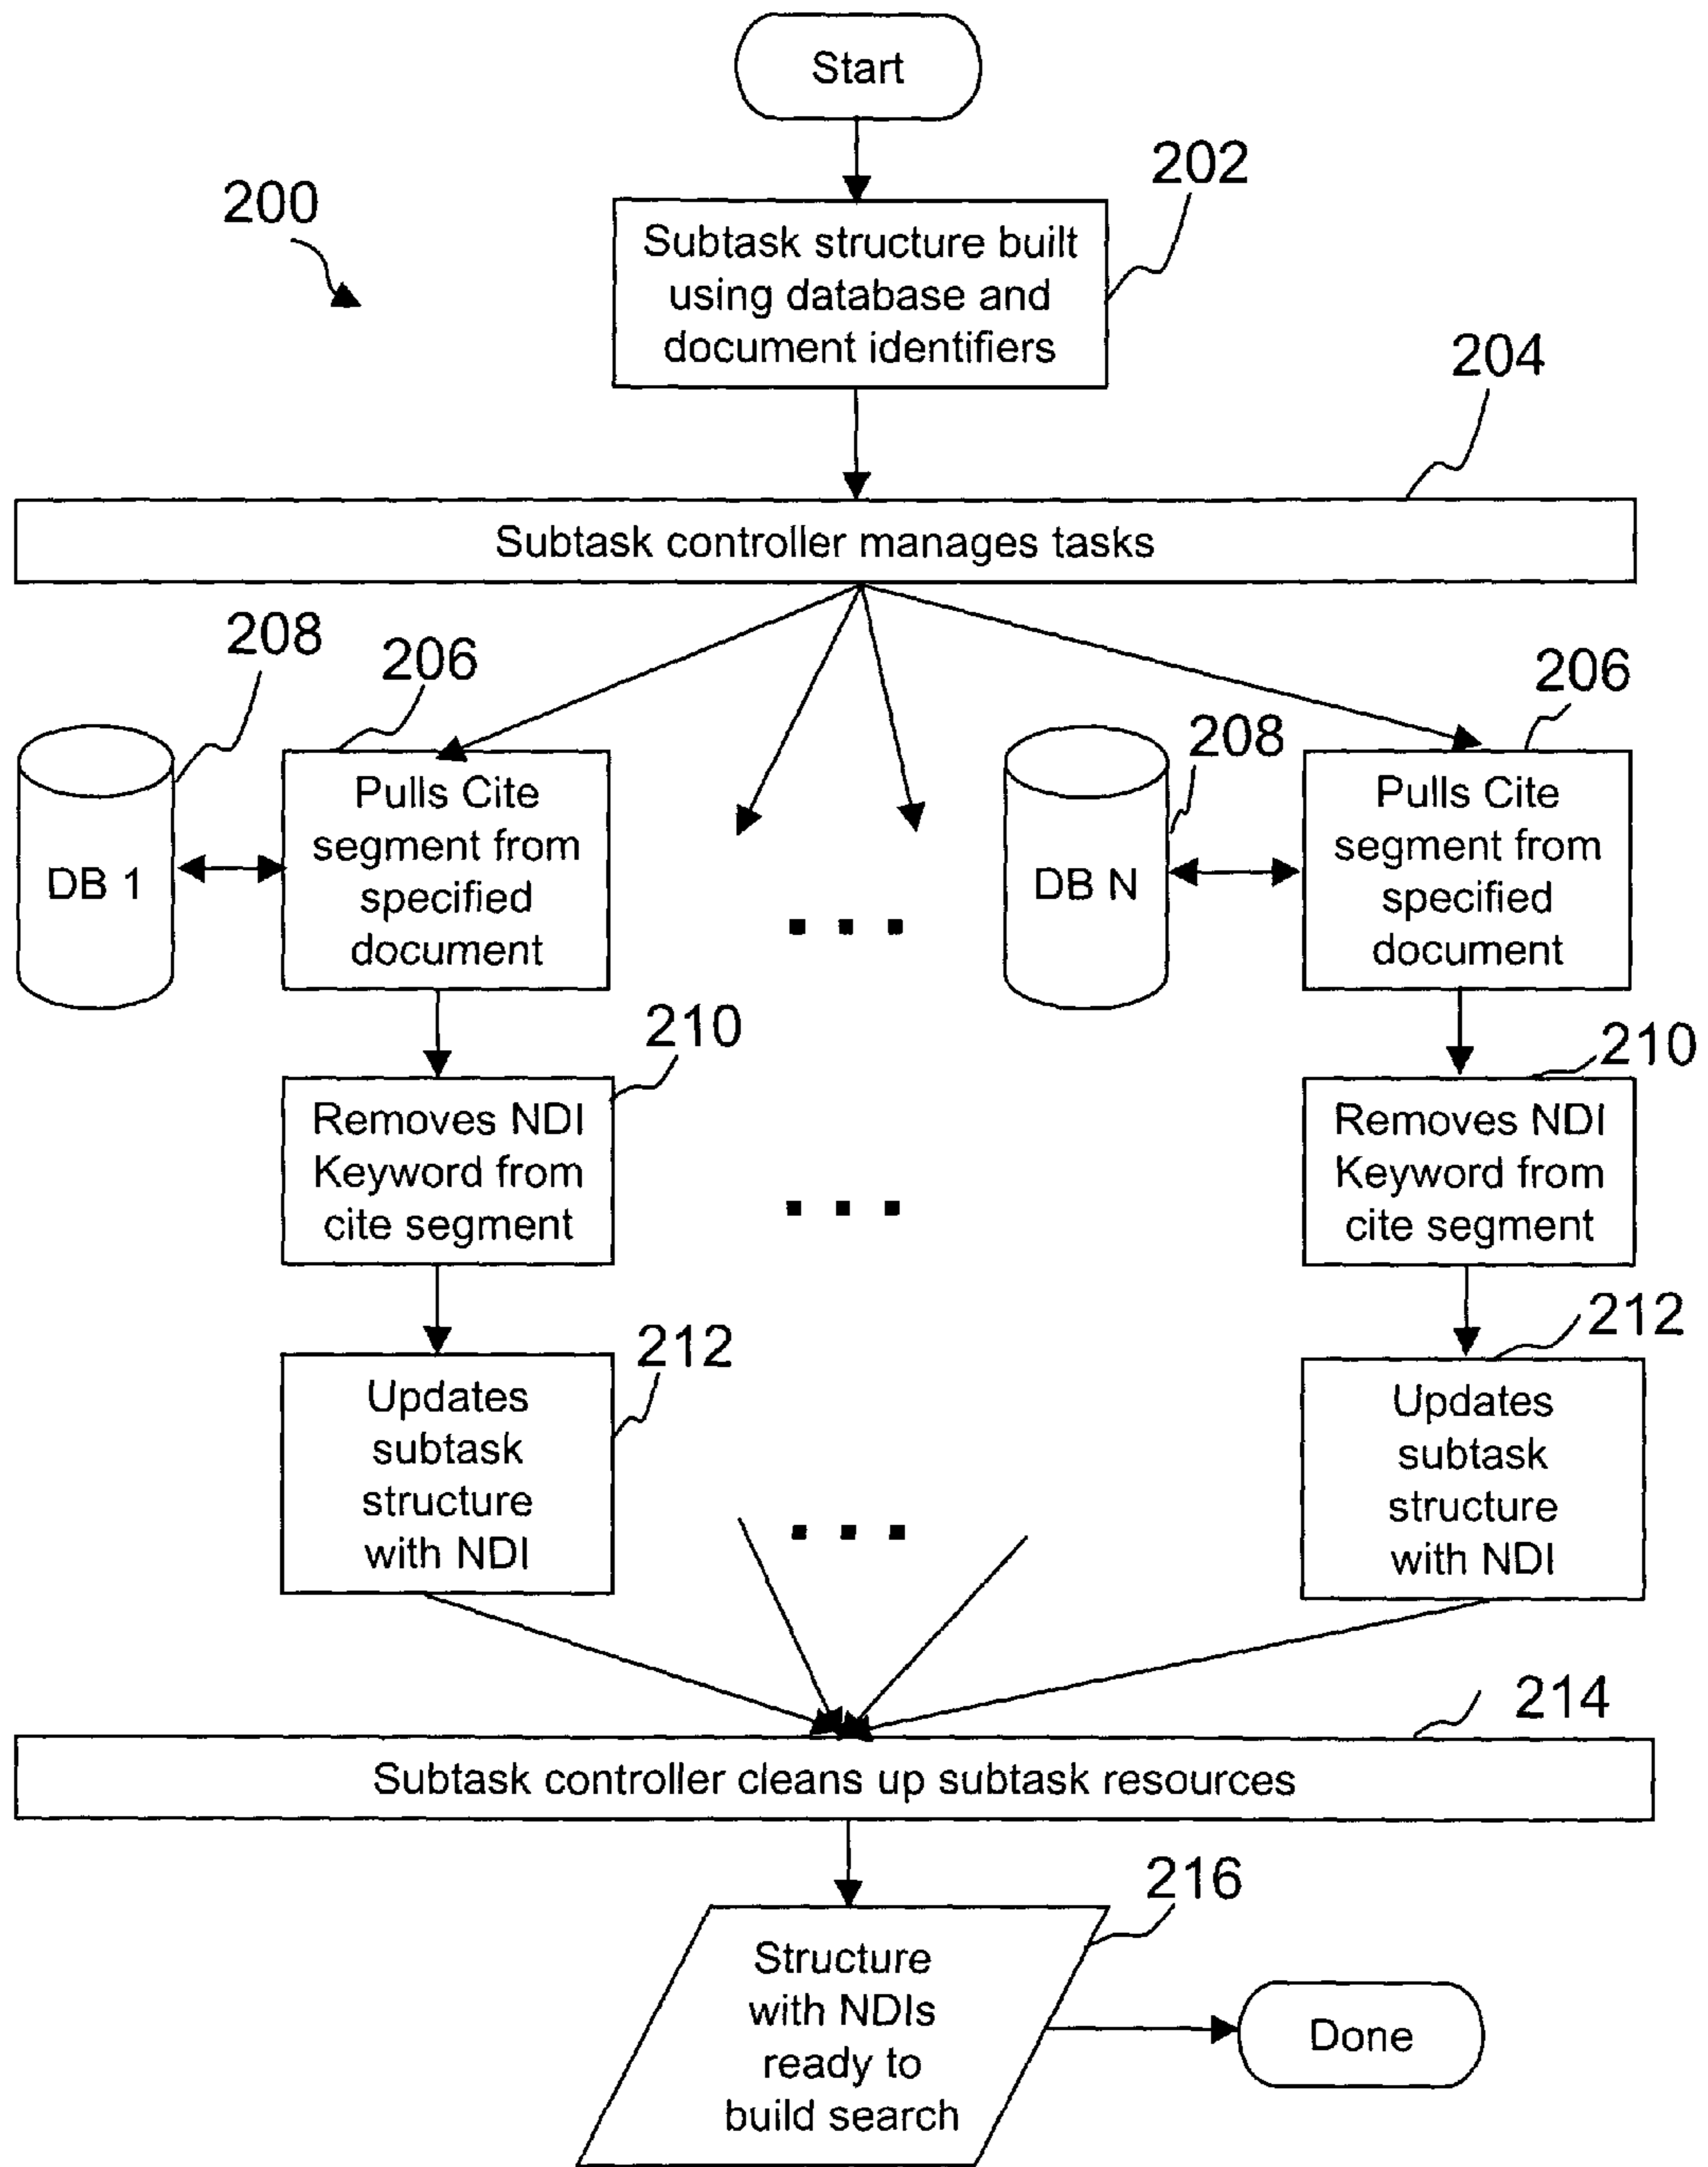 Start
202
200
Subtask structure built
using database and
document identifiers
204
Subtask controller manages tasks
208
206
206
208
DB 1
Pulls Cite
segment from
specified
document
. . .
DB N
Pulls Cite
segment from
specified
document
210
210
Removes NDI
Keyword from
cite segment
. . .
Removes NDI
Keyword from
cite segment
212
212
Updates
subtask
structure
with NDI
. . .
Updates
subtask
structure
with NDI
214
Subtask controller cleans up subtask resources
216
Structure
with NDIs
ready to
build search
Done